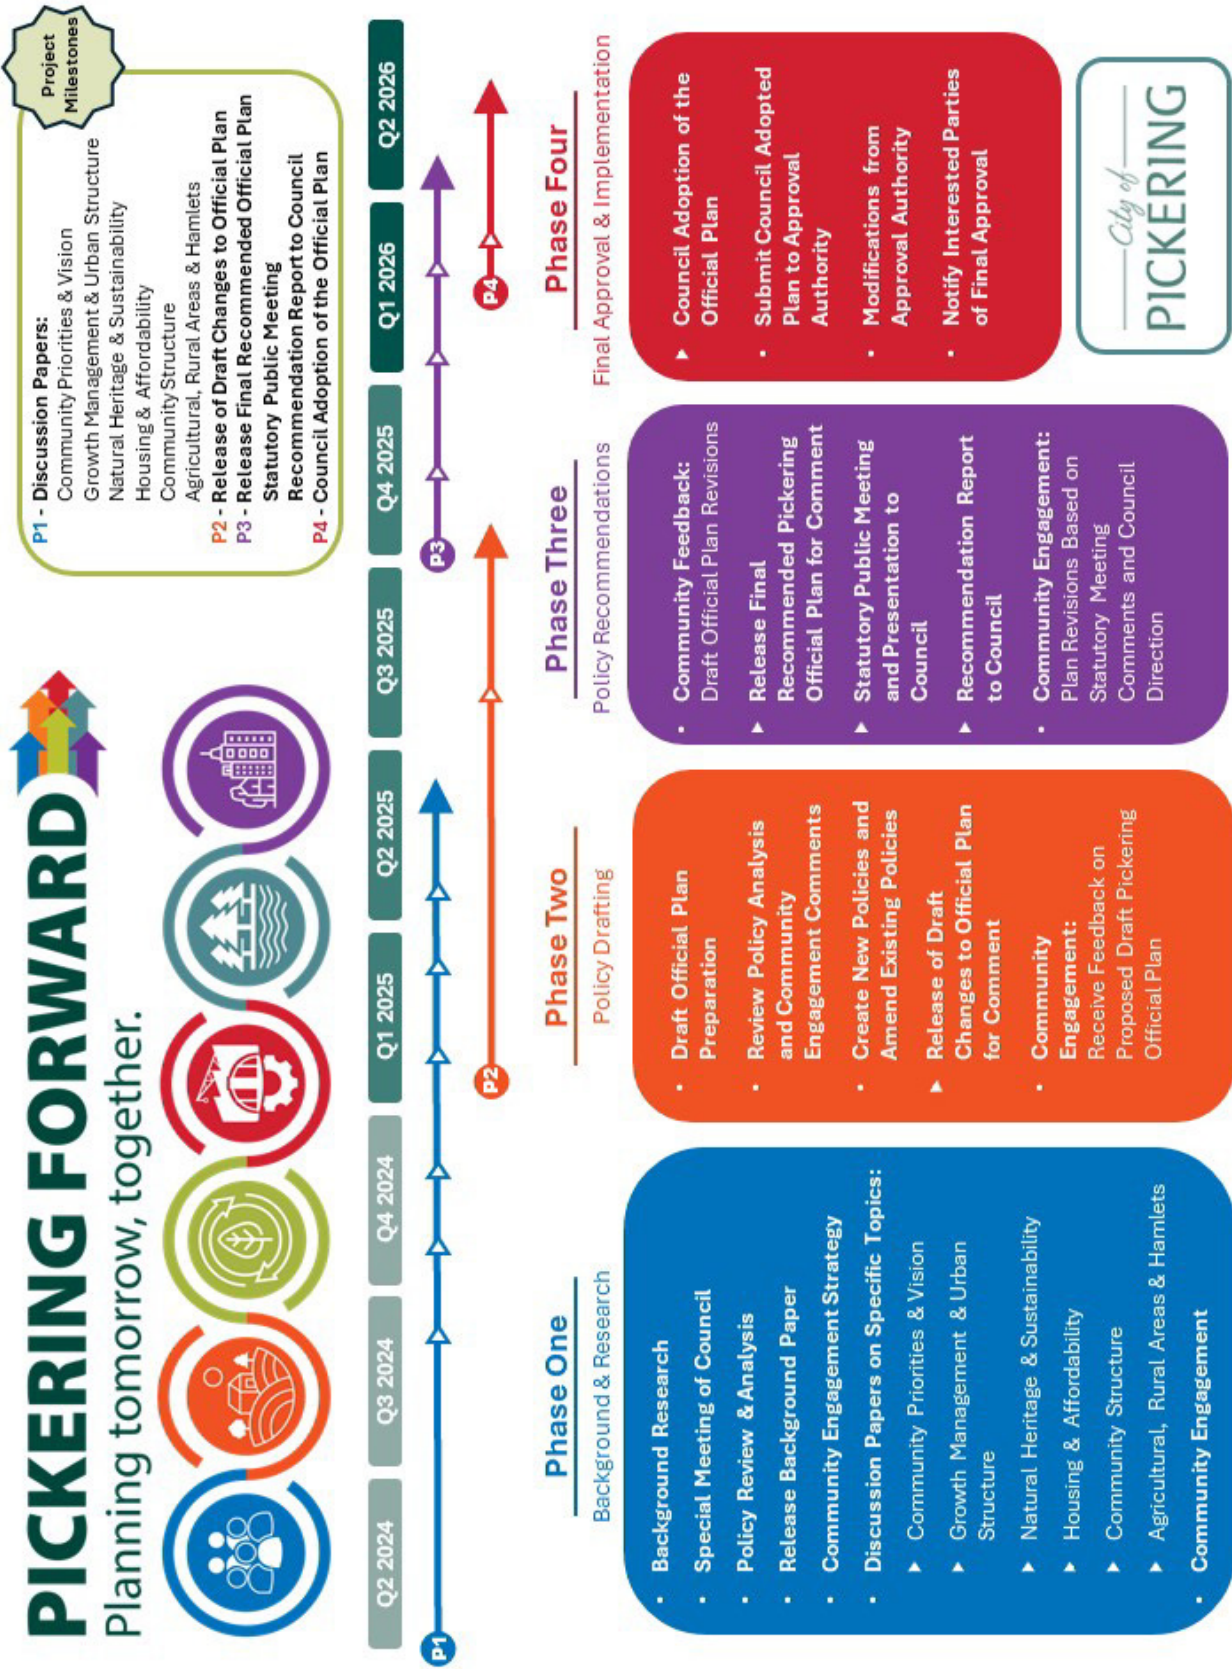 PICKERING FORWARD
Planning tomorrow, together.
Project
Milestones
P1 - Discussion Papers:
Community Priorities & Vision
Growth Management & Urban Structure
Natural Heritage & Sustainability
Housing & Affordability
Community Structure
Agricultural, Rural Areas & Hamlets
P2 - Release of Draft Changes to Official Plan
P3 - Release Final Recommended Official Plan
Statutory Public Meeting
Recommendation Report to Council
P4 - Council Adoption of the Official Plan
Q2 2024
Q3 2024
Q4 2024
Q1 2025
Q2 2025
Q3 2025
Q4 2025
Q1 2026
Q2 2026
P1
P2
P3
P4
Phase One
Background & Research
• Background Research
• Special Meeting of Council
• Policy Review & Analysis
• Release Background Paper
• Community Engagement Strategy
• Discussion Papers on Specific Topics:
▸ Community Priorities & Vision
▸ Growth Management & Urban
Structure
▸ Natural Heritage & Sustainability
▸ Housing & Affordability
▸ Community Structure
▸ Agricultural, Rural Areas & Hamlets
• Community Engagement
Phase Two
Policy Drafting
• Draft Official Plan
Preparation
• Review Policy Analysis
and Community
Engagement Comments
• Create New Policies and
Amend Existing Policies
▸ Release of Draft
Changes to Official Plan
for Comment
• Community
Engagement:
Receive Feedback on
Proposed Draft Pickering
Official Plan
Phase Three
Policy Recommendations
• Community Feedback:
Draft Official Plan Revisions
▸ Release Final
Recommended Pickering
Official Plan for Comment
▸ Statutory Public Meeting
and Presentation to
Council
▸ Recommendation Report
to Council
• Community Engagement:
Plan Revisions Based on
Statutory Meeting
Comments and Council
Direction
Phase Four
Final Approval & Implementation
▸ Council Adoption of the
Official Plan
• Submit Council Adopted
Plan to Approval
Authority
• Modifications from
Approval Authority
• Notify Interested Parties
of Final Approval
City of
PICKERING